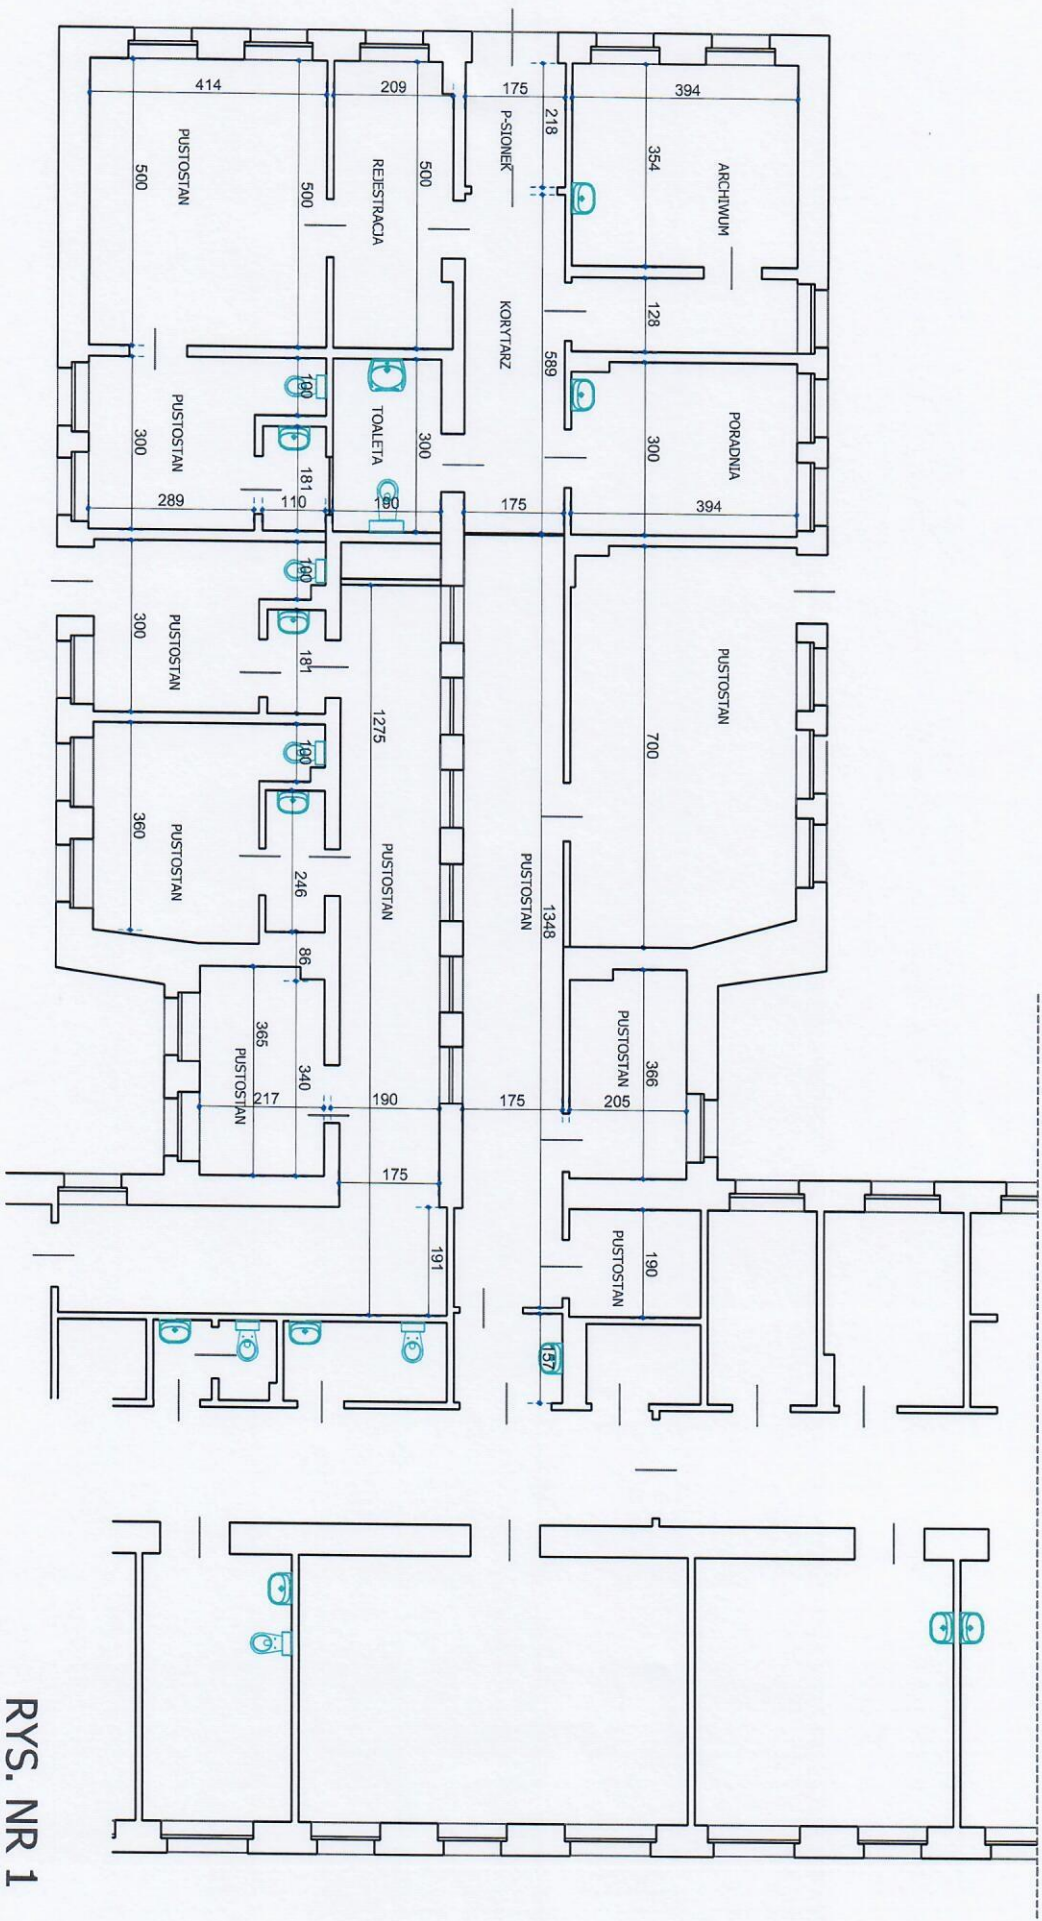 414
209
175
394
PUSTOSTAN
500
500
REJESTRACJA
500
P-SIONEK
218
354
ARCHIWUM
KORYTARZ
589
128
100
PUSTOSTAN
300
181
TOALETA
300
PORADNIA
300
289
110
190
175
394
100
PUSTOSTAN
300
181
PUSTOSTAN
700
1275
100
PUSTOSTAN
360
246
PUSTOSTAN
PUSTOSTAN
1348
86
365
340
PUSTOSTAN
PUSTOSTAN
366
217
190
175
205
175
191
PUSTOSTAN
190
157
RYS. NR 1